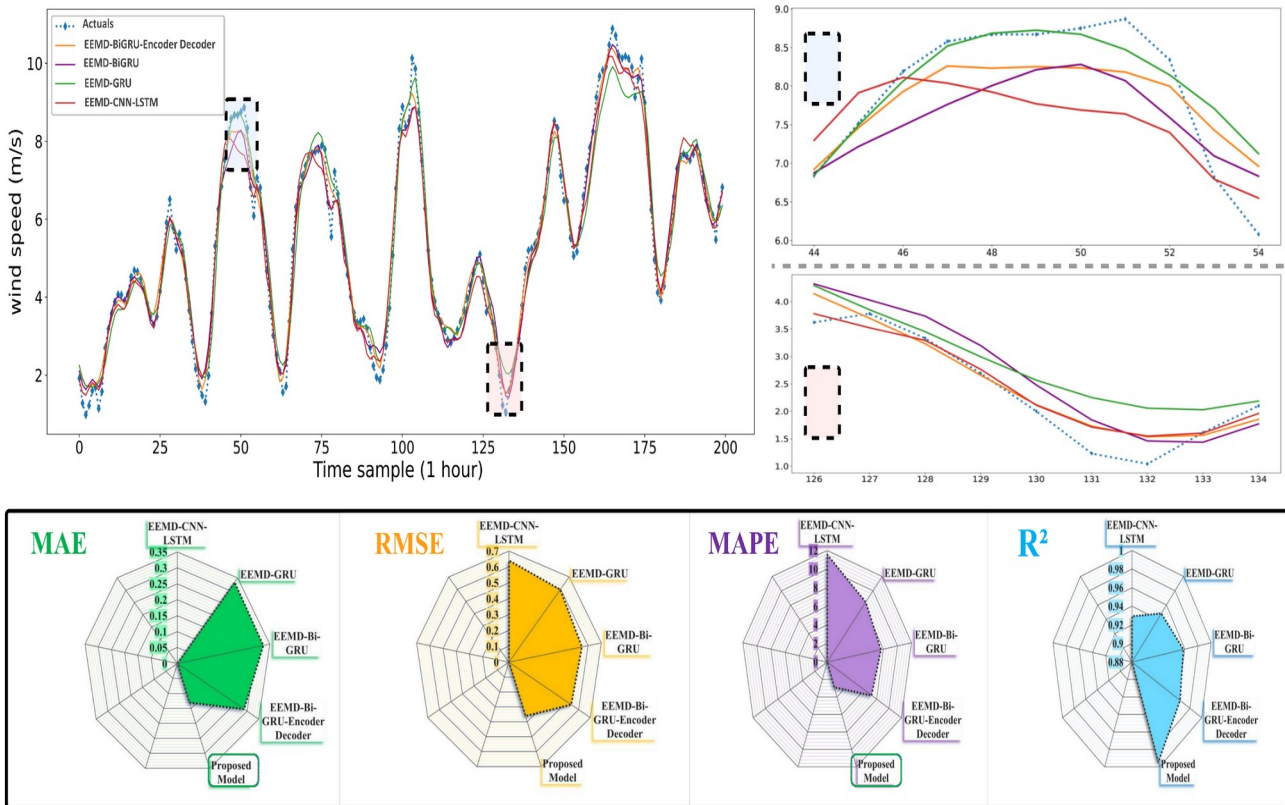 Actuals
EEMD-BiGRU-Encoder Decoder
EEMD-BiGRU
EEMD-GRU
EEMD-CNN-LSTM
wind speed (m/s)
10
8
6
4
2
0
25
50
75
100
125
150
175
200
Time sample (1 hour)
9.0
8.5
8.0
7.5
7.0
6.5
6.0
44
46
48
50
52
54
4.0
3.5
3.0
2.5
2.0
1.5
1.0
126
127
128
129
130
131
132
133
134
MAE
EEMD-CNN-
LSTM
0.35
0.3
0.25
0.2
0.15
0.1
0.05
0
EEMD-GRU
EEMD-Bi-
GRU
EEMD-Bi-
GRU-Encoder
Decoder
Proposed
Model
RMSE
EEMD-CNN-
LSTM
0.7
0.6
0.5
0.4
0.3
0.2
0.1
0
EEMD-GRU
EEMD-Bi-
GRU
EEMD-Bi-
GRU-Encoder
Decoder
Proposed
Model
MAPE
EEMD-CNN-
LSTM
12
10
8
6
4
2
0
EEMD-GRU
EEMD-Bi-
GRU
EEMD-Bi-
GRU-Encoder
Decoder
Proposed
Model
R²
EEMD-CNN-
LSTM
1
0.98
0.96
0.94
0.92
0.9
0.88
EEMD-GRU
EEMD-Bi-
GRU
EEMD-Bi-
GRU-Encoder
Decoder
Proposed
Model